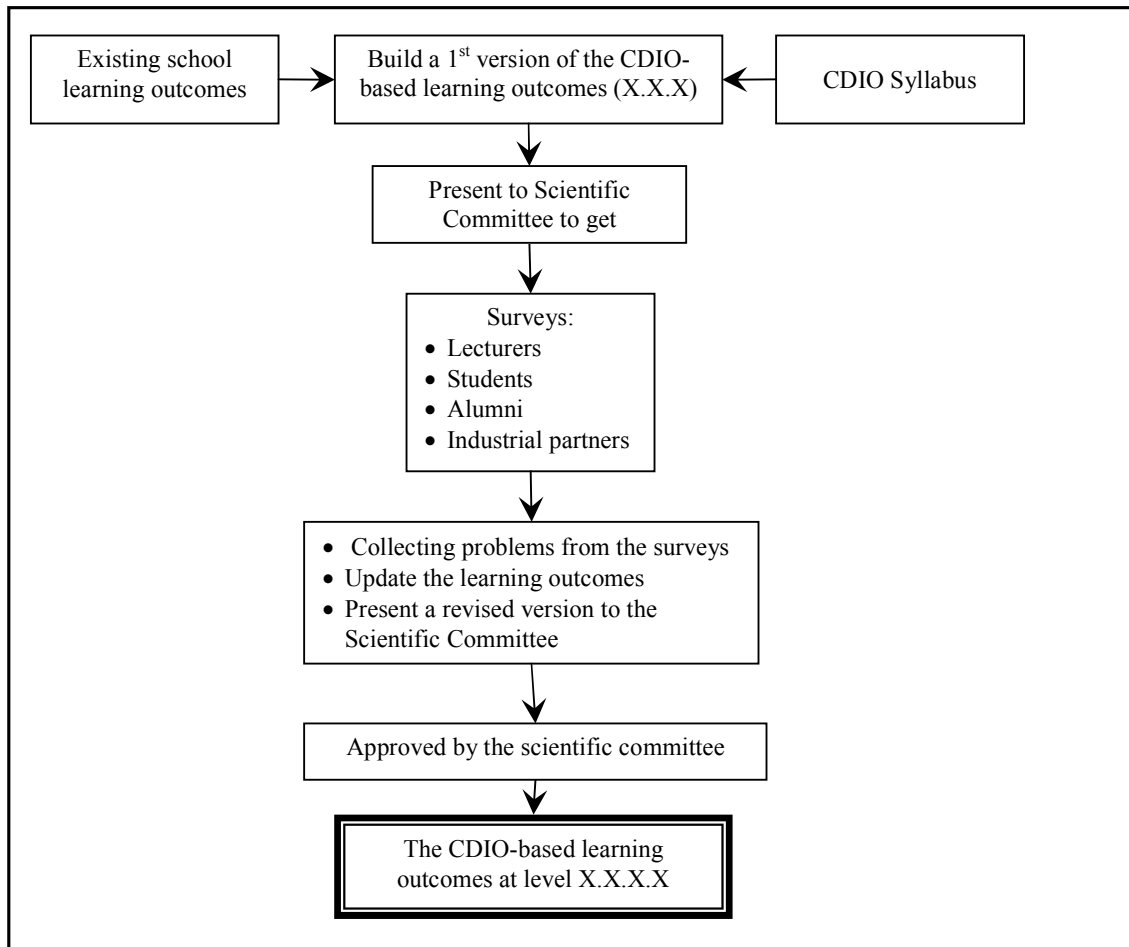 Existing school
learning outcomes
Build a 1st version of the CDIO-
based learning outcomes (X.X.X)
CDIO Syllabus
Present to Scientific
Committee to get
Surveys:
• Lecturers
• Students
• Alumni
• Industrial partners
• Collecting problems from the surveys
• Update the learning outcomes
• Present a revised version to the
Scientific Committee
Approved by the scientific committee
The CDIO-based learning
outcomes at level X.X.X.X